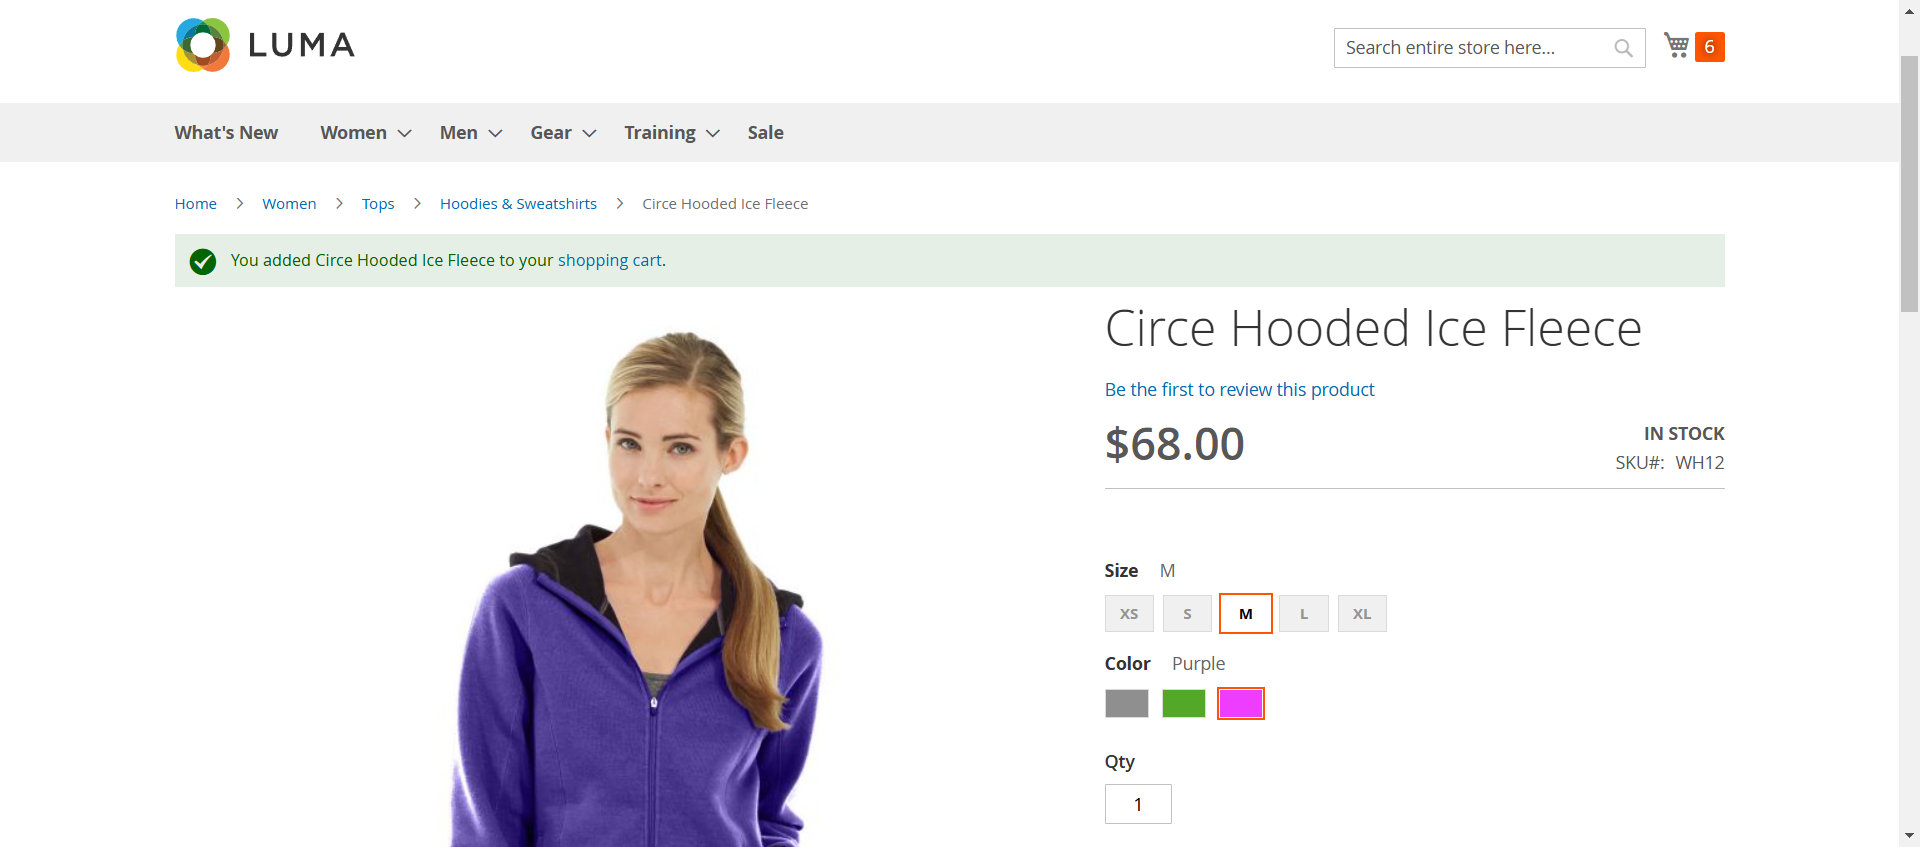 LUMA
Search entire store here...
6
What's New Women Men Gear Training Sale
Home Women Tops Hoodies & Sweatshirts Circe Hooded Ice Fleece
You added Circe Hooded Ice Fleece to your shopping cart.
Circe Hooded Ice Fleece
Be the first to review this product
$68.00
IN STOCK
SKU#: WH12
Size M
XS S M L XL
Color Purple
Qty
1